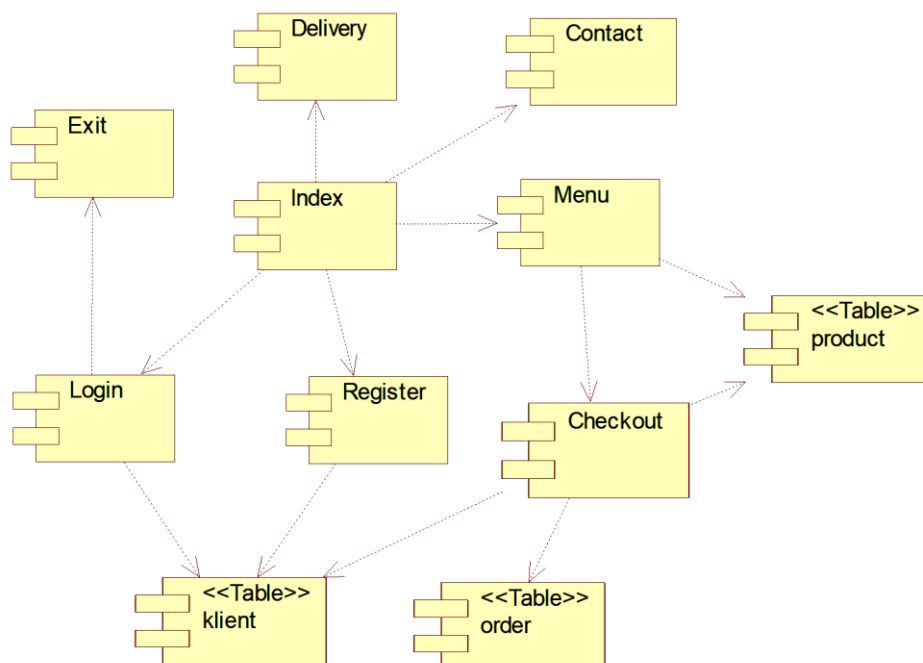 Delivery
Contact
Exit
Index
Menu
<<Table>>
product
Login
Register
Checkout
<<Table>>
klient
<<Table>>
order